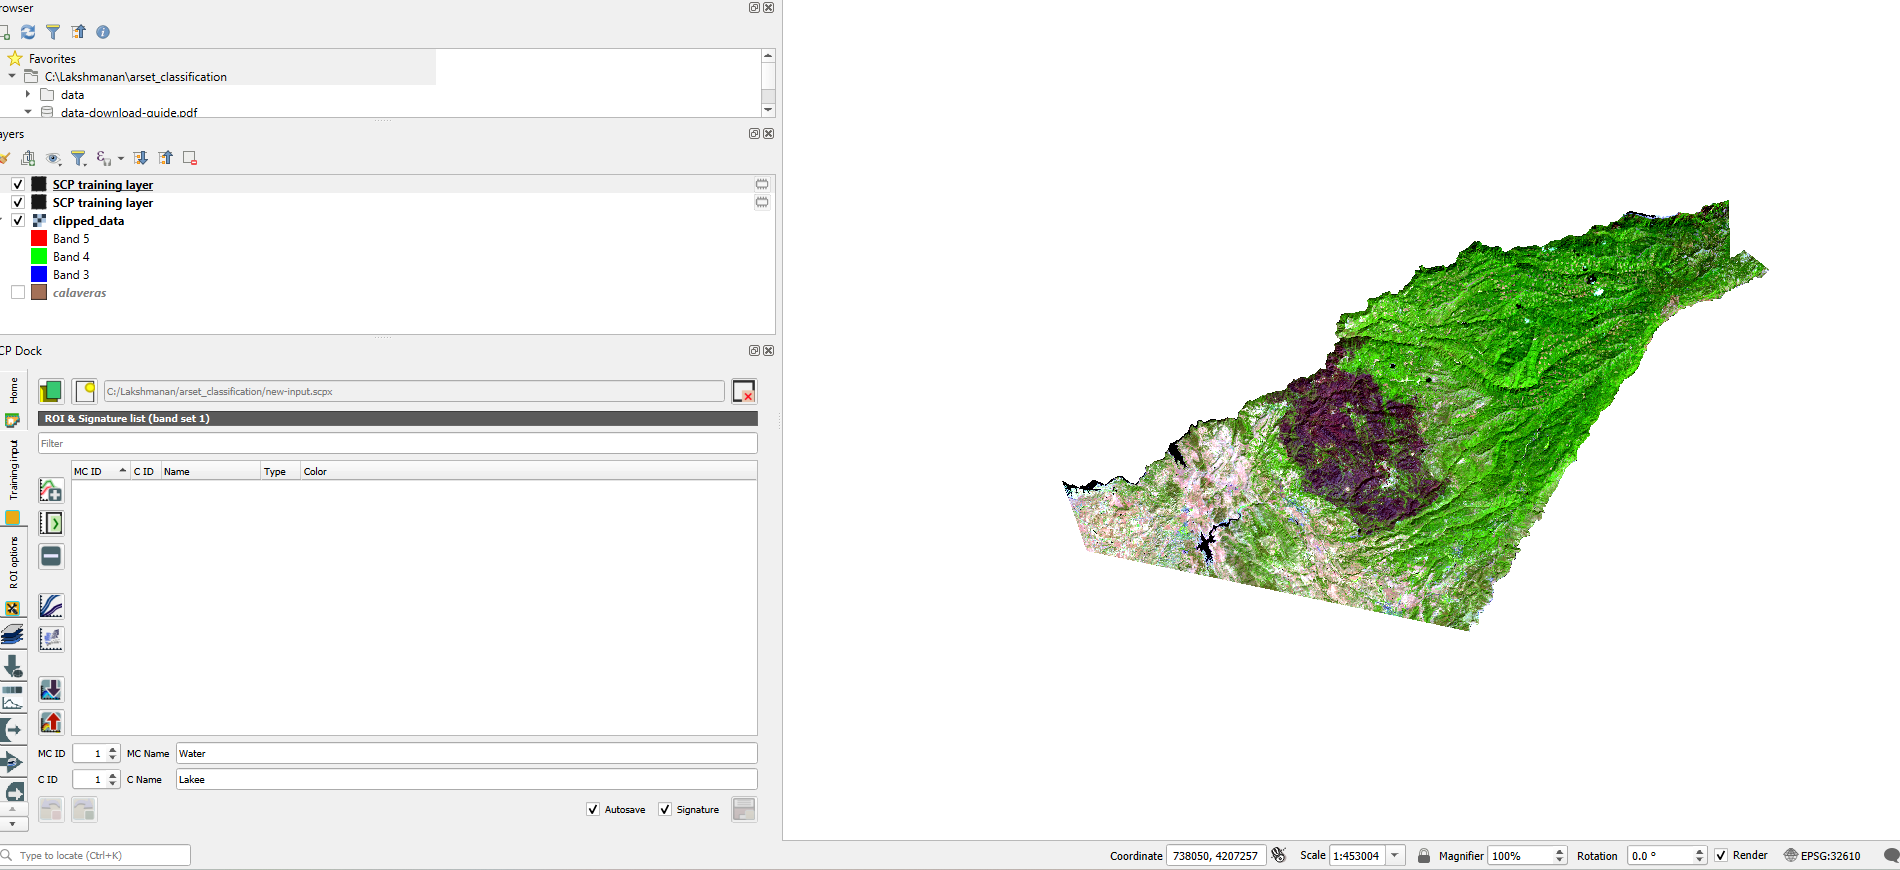 rowser
Favorites
C:\Lakshmanan\arset_classification
data
data-download-guide.pdf
ayers
SCP training layer
SCP training layer
clipped_data
Band 5
Band 4
Band 3
calaveras
CP Dock
Home
Training input
ROI options
C:/Lakshmanan/arset_classification/new-input.scpx
ROI & Signature list (band set 1)
Filter
MC ID C ID Name Type Color
MC ID 1 MC Name Water
C ID 1 C Name Lakee
Autosave Signature
Type to locate (Ctrl+K)
Coordinate 738050, 4207257 Scale 1:453004 Magnifier 100% Rotation 0.0 ° Render EPSG:32610